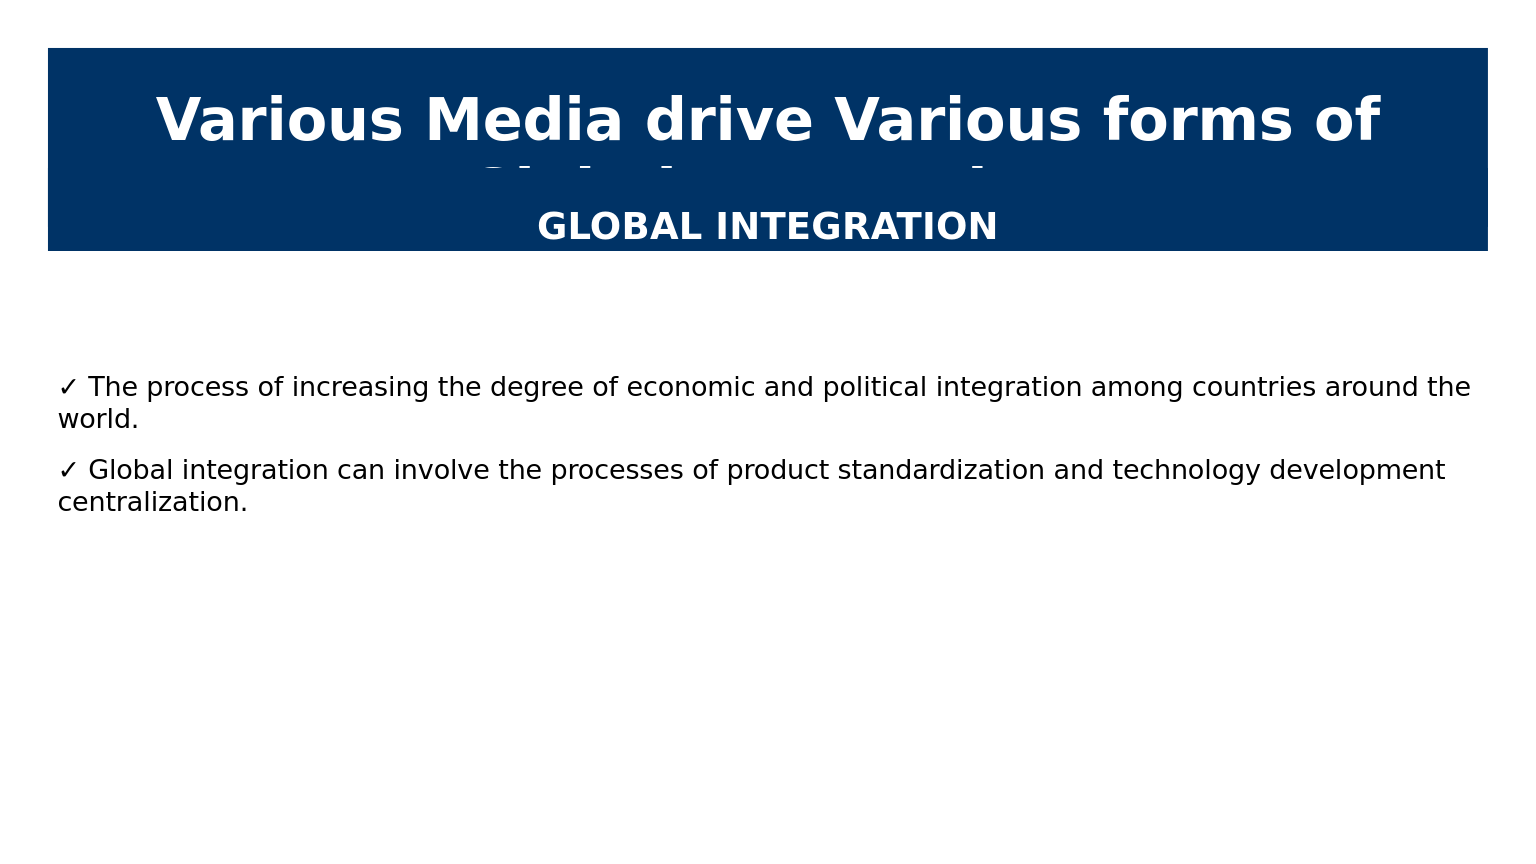 Various Media drive Various forms of
GLOBAL INTEGRATION
✓ The process of increasing the degree of economic and political integration among countries around the
world.
✓ Global integration can involve the processes of product standardization and technology development
centralization.